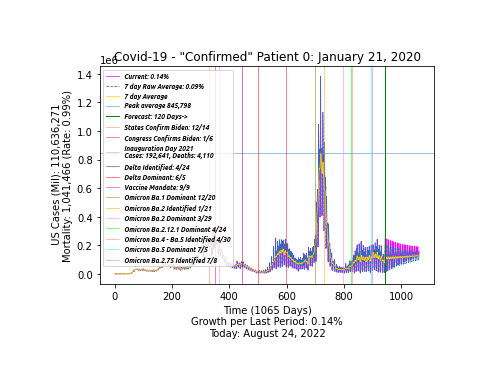 Covid-19 - "Confirmed" Patient 0: January 21, 2020
1e6
1.4
1.2
1.0
0.8
0.6
0.4
0.2
0.0
US Cases (Mil): 110,636,271
Mortality: 1,041,466 (Rate: 0.99%)
Current: 0.14%
7 day Raw Average: 0.09%
7 day Average
Peak average 845,798
Forecast: 120 Days->
States Confirm Biden: 12/14
Congress Confirms Biden: 1/6
Inauguration Day 2021
Cases: 192,641, Deaths: 4,110
Delta Identified: 4/24
Delta Dominant: 6/5
Vaccine Mandate: 9/9
Omicron Ba.1 Dominant 12/20
Omicron Ba.2 Identified 1/21
Omicron Ba.2 Dominant 3/29
Omicron Ba.2.12.1 Dominant 4/24
Omicron Ba.4 - Ba.5 Identified 4/30
Omicron Ba.5 Dominant 7/5
Omicron Ba.2.75 Identified 7/8
0 200 400 600 800 1000
Time (1065 Days)
Growth per Last Period: 0.14%
Today: August 24, 2022